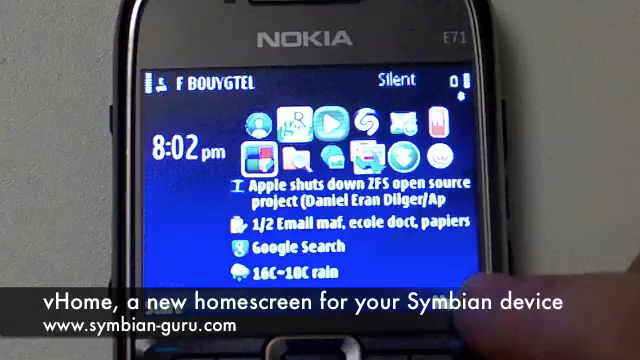 NOKIA E71
F BOUYGTEL Silent
8:02 pm
Apple shuts down ZFS open source
project (Daniel Eran Dilger/Ap
1/2 Email maf, ecole doct, papiers
Google Search
16C~10C rain
vHome, a new homescreen for your Symbian device
www.symbian-guru.com